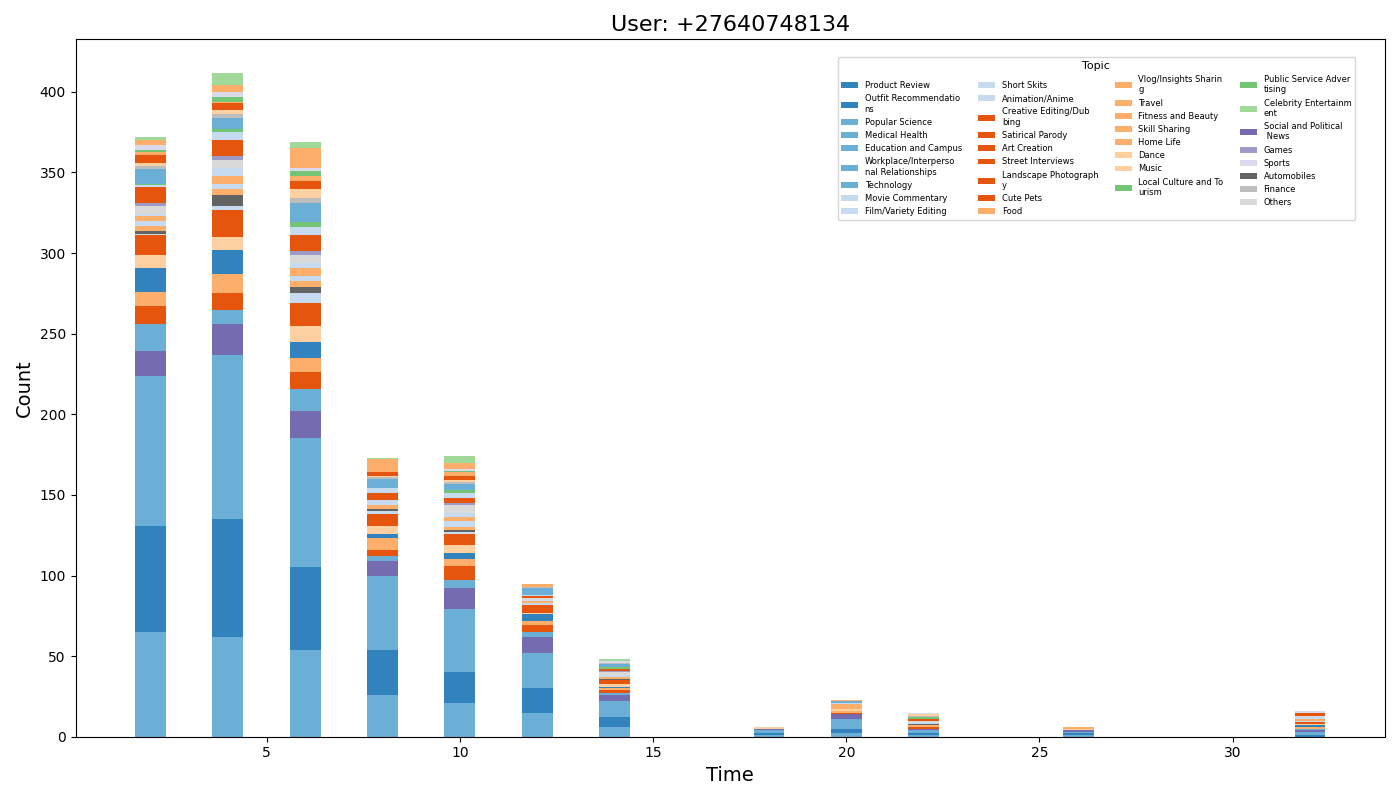 User: +27640748134
Topic
Product Review
Outfit Recommendatio
ns
Popular Science
Medical Health
Education and Campus
Workplace/Interperso
nal Relationships
Technology
Movie Commentary
Film/Variety Editing
Short Skits
Animation/Anime
Creative Editing/Dub
bing
Satirical Parody
Art Creation
Street Interviews
Landscape Photograph
y
Cute Pets
Food
Vlog/Insights Sharin
g
Travel
Fitness and Beauty
Skill Sharing
Home Life
Dance
Music
Local Culture and To
urism
Public Service Adver
tising
Celebrity Entertainm
ent
Social and Political
News
Games
Sports
Automobiles
Finance
Others
Count
400
350
300
250
200
150
100
50
0
5 10 15 20 25 30
Time